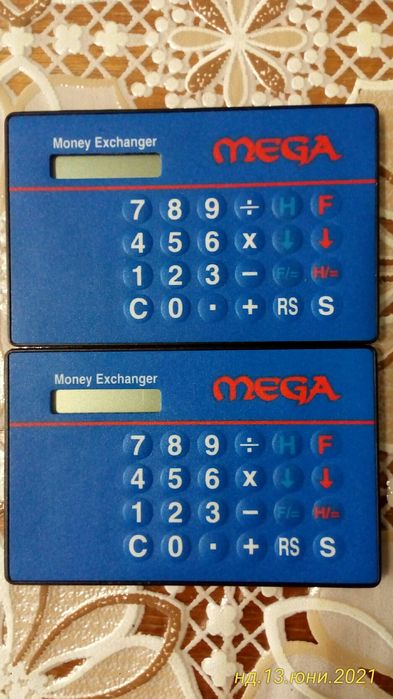 Money Exchanger MEGA
7 8 9 ÷ H F
4 5 6 x ↓ ↓
1 2 3 − F/= H/=
C 0 · + RS S
Money Exchanger MEGA
7 8 9 ÷ H F
4 5 6 x ↓ ↓
1 2 3 − F/= H/=
C 0 · + RS S
нд.13.юни.2021